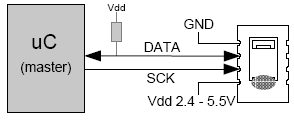 Vdd
GND
uC
(master)
DATA
SCK
Vdd 2.4 - 5.5V